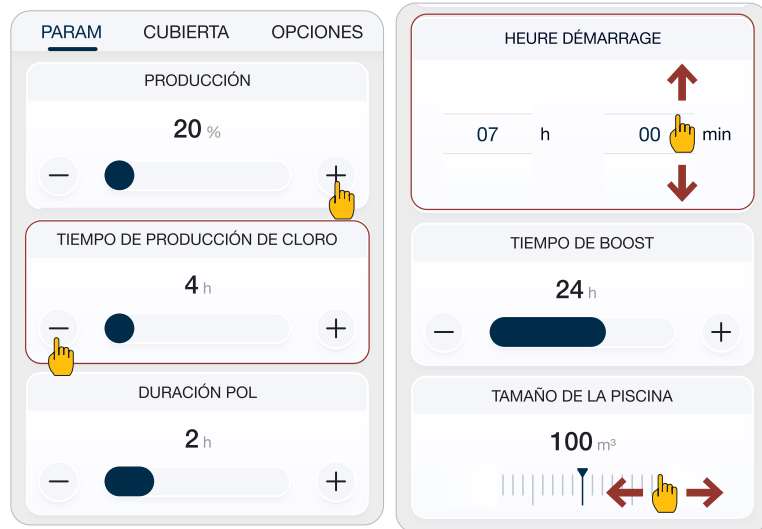 PARAM CUBIERTA OPCIONES
PRODUCCIÓN
20 %
TIEMPO DE PRODUCCIÓN DE CLORO
4 h
DURACIÓN POL
2 h
HEURE DÉMARRAGE
07 h 00 min
TIEMPO DE BOOST
24 h
TAMAÑO DE LA PISCINA
100 m³